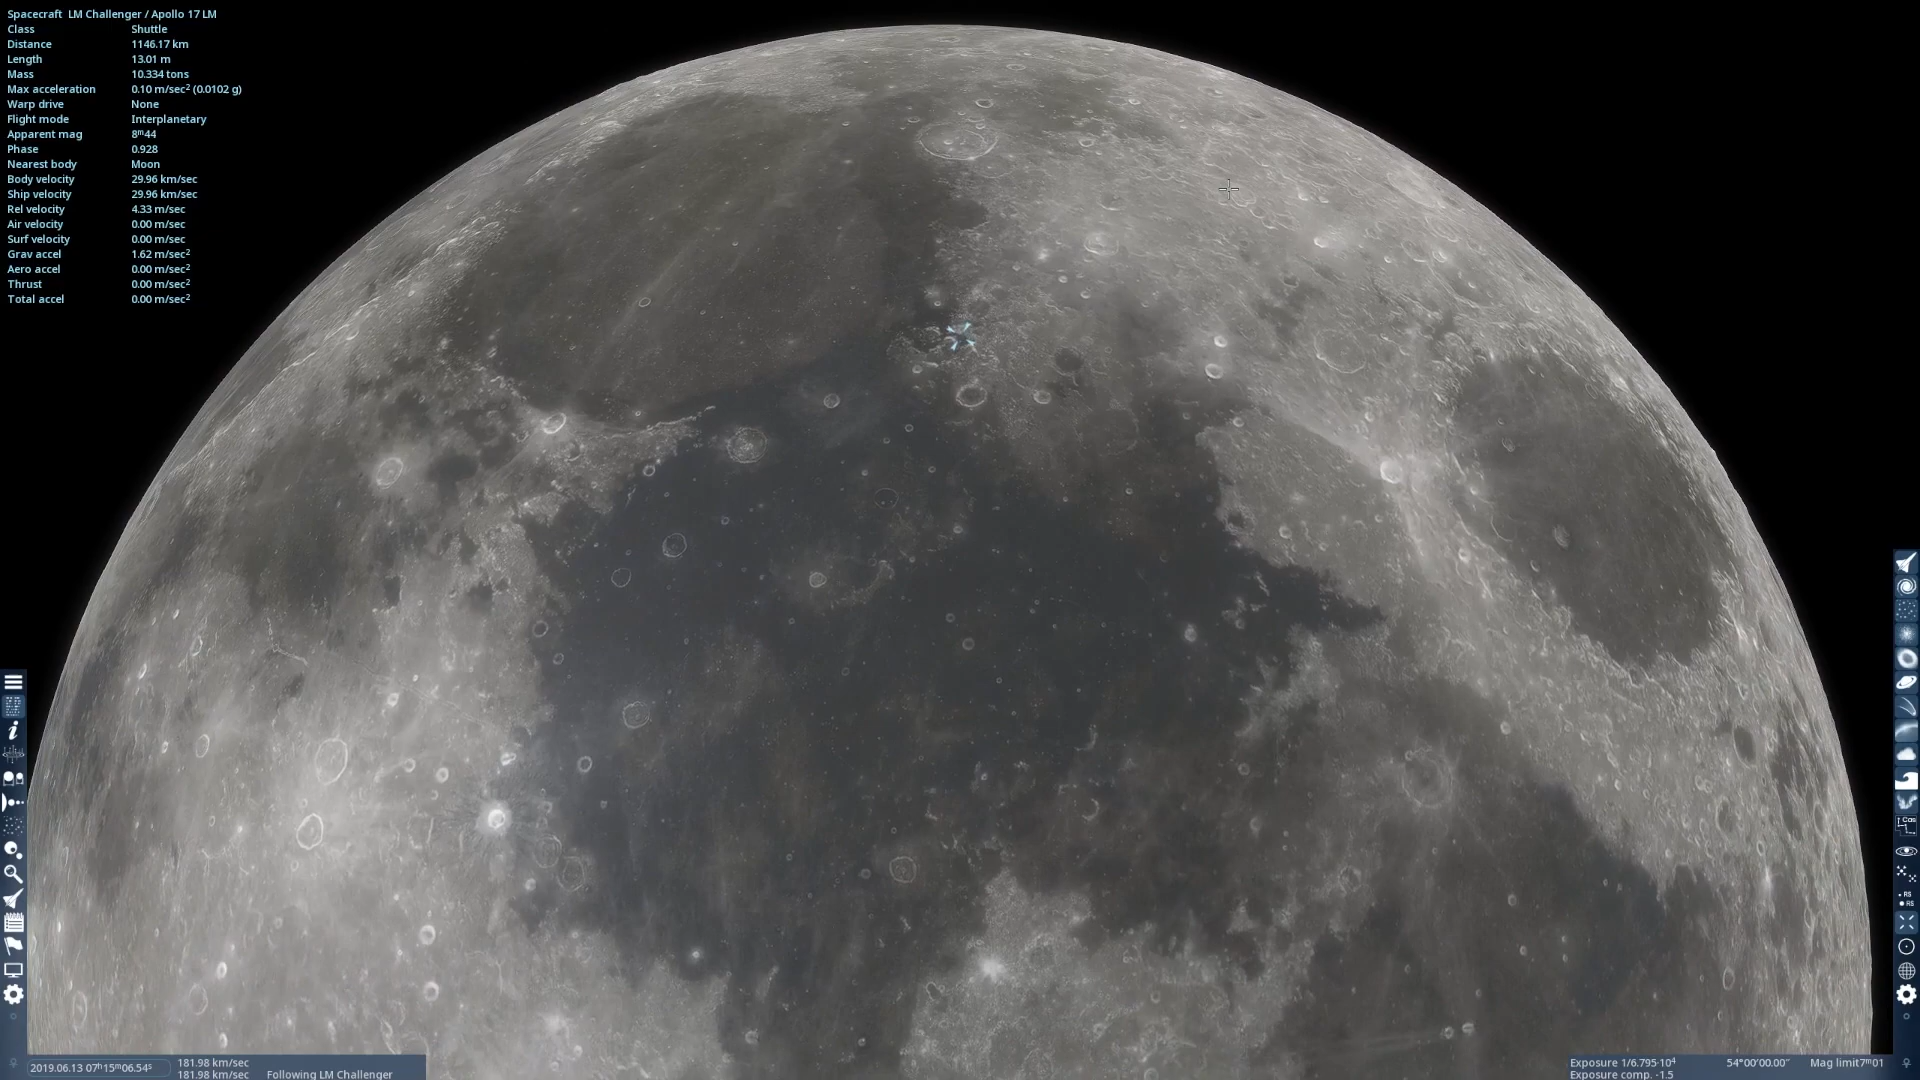 Spacecraft LM Challenger / Apollo 17 LM
Class Shuttle
Distance 1146.17 km
Length 13.01 m
Mass 10.334 tons
Max acceleration 0.10 m/sec² (0.0102 g)
Warp drive None
Flight mode Interplanetary
Apparent mag 8ᵐ44
Phase 0.928
Nearest body Moon
Body velocity 29.96 km/sec
Ship velocity 29.96 km/sec
Rel velocity 4.33 m/sec
Air velocity 0.00 m/sec
Surf velocity 0.00 m/sec
Grav accel 1.62 m/sec²
Aero accel 0.00 m/sec²
Thrust 0.00 m/sec²
Total accel 0.00 m/sec²
Cas
RS
RS
2019.06.13 07ʰ15ᵐ06.54ˢ
181.98 km/sec
181.98 km/sec Following LM Challenger
Exposure 1/6.795·10⁴ 54°00′00.00″ Mag limit7ᵐ01
Exposure comp. -1.5